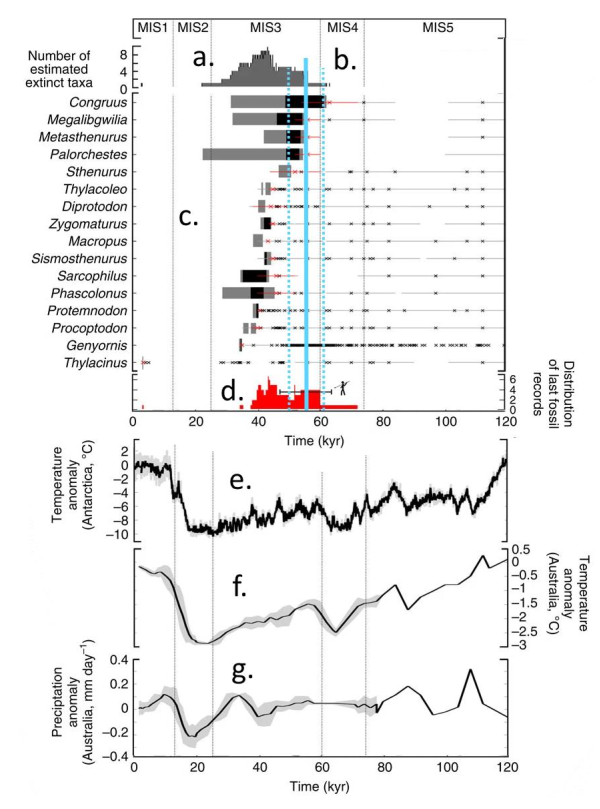 MIS1 MIS2 MIS3 MIS4 MIS5
Number of
estimated
extinct taxa
8
4
0
a.
b.
Congruus
Megalibgwilia
Metasthenurus
Palorchestes
Sthenurus
Thylacoleo
Diprotodon
Zygomaturus
Macropus
Sismosthenurus
Sarcophilus
Phascolonus
Protemnodon
Procoptodon
Genyornis
Thylacinus
c.
d.
6
4
2
0
Distribution
of last fossil
records
0 20 40 60 80 100 120
Time (kyr)
Temperature
anomaly
(Antarctica, °C)
2
0
−2
−4
−6
−8
−10
e.
f.
0.5
0
−0.5
−1
−1.5
−2
−2.5
−3
Temperature
anomaly
(Australia, °C)
Preciptation
anomaly
(Australia, mm day−1)
0.4
0.2
0
−0.2
−0.4
g.
0 20 40 60 80 100 120
Time (kyr)